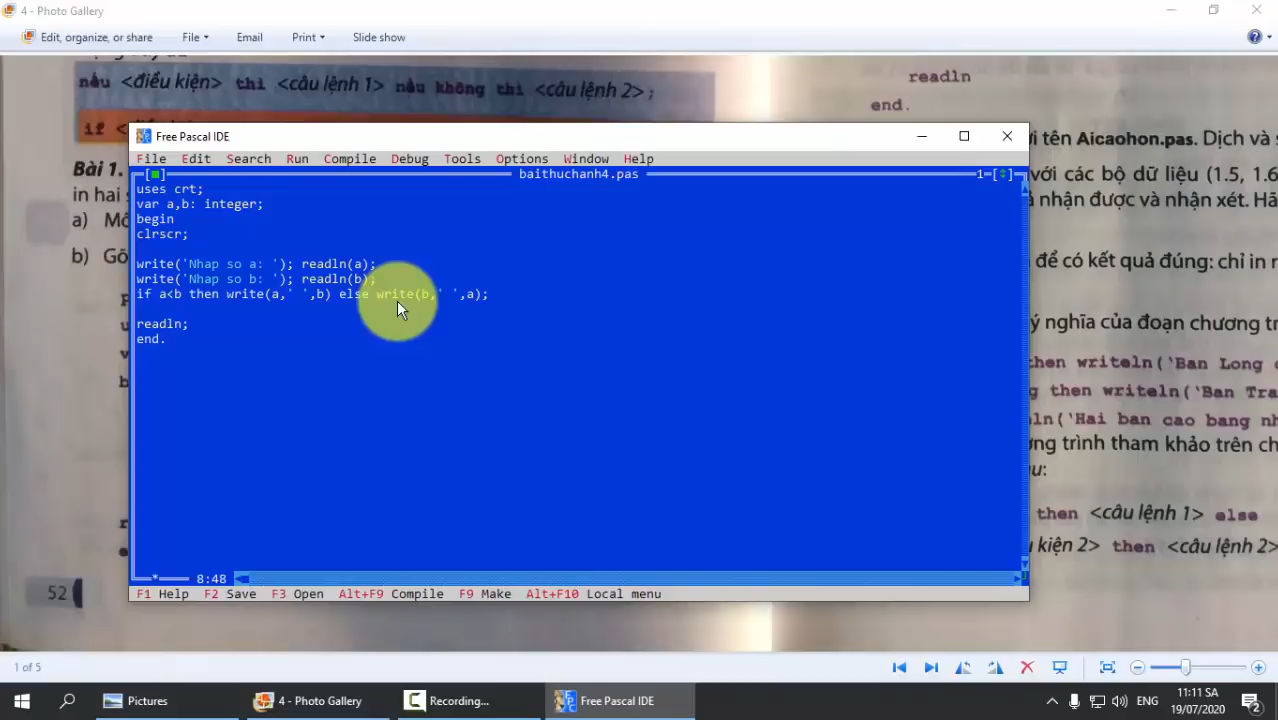 4 - Photo Gallery
Edit, organize, or share File Email Print Slide show
nếu <điều kiện> thì <câu lệnh 1> nếu không thì <câu lệnh 2>;
if <
readln
end.
Bài 1.
in hai s
a) Mô
b) Gõ
Free Pascal IDE
File Edit Search Run Compile Debug Tools Options Window Help
baithuchanh4.pas 1
uses crt;
var a,b: integer;
begin
clrscr;
write('Nhap so a: '); readln(a);
write('Nhap so b: '); readln(b);
if a<b then write(a,' ',b) else write(b,' ',a);
readln;
end.
8:48
F1 Help F2 Save F3 Open Alt+F9 Compile F9 Make Alt+F10 Local menu
tên Aicaohon.pas. Dịch và
với các bộ dữ liệu (1.5, 1.6
nhận được và nhận xét. Hã
để có kết quả đúng: chỉ in
ý nghĩa của đoạn chương tr
then writeln('Ban Long
then writeln('Ban Tra
ln('Hai ban cao bang nh
ng trình tham khảo trên ch
then <câu lệnh 1> else
kiện 2> then <câu lệnh 2>
52
1 of 5
Pictures 4 - Photo Gallery Recording... Free Pascal IDE
ENG
11:11 SA
19/07/2020
2